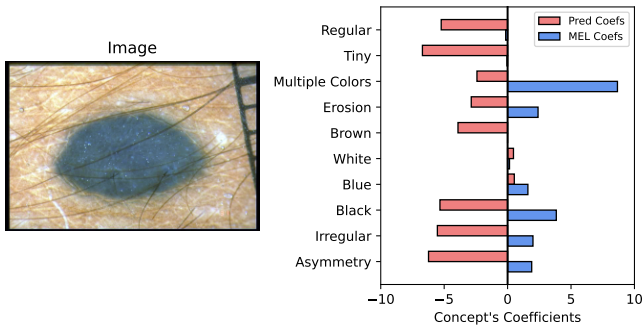 Image
Regular
Tiny
Multiple Colors
Erosion
Brown
White
Blue
Black
Irregular
Asymmetry
Pred Coefs
MEL Coefs
−10
−5
0
5
10
Concept's Coefficients